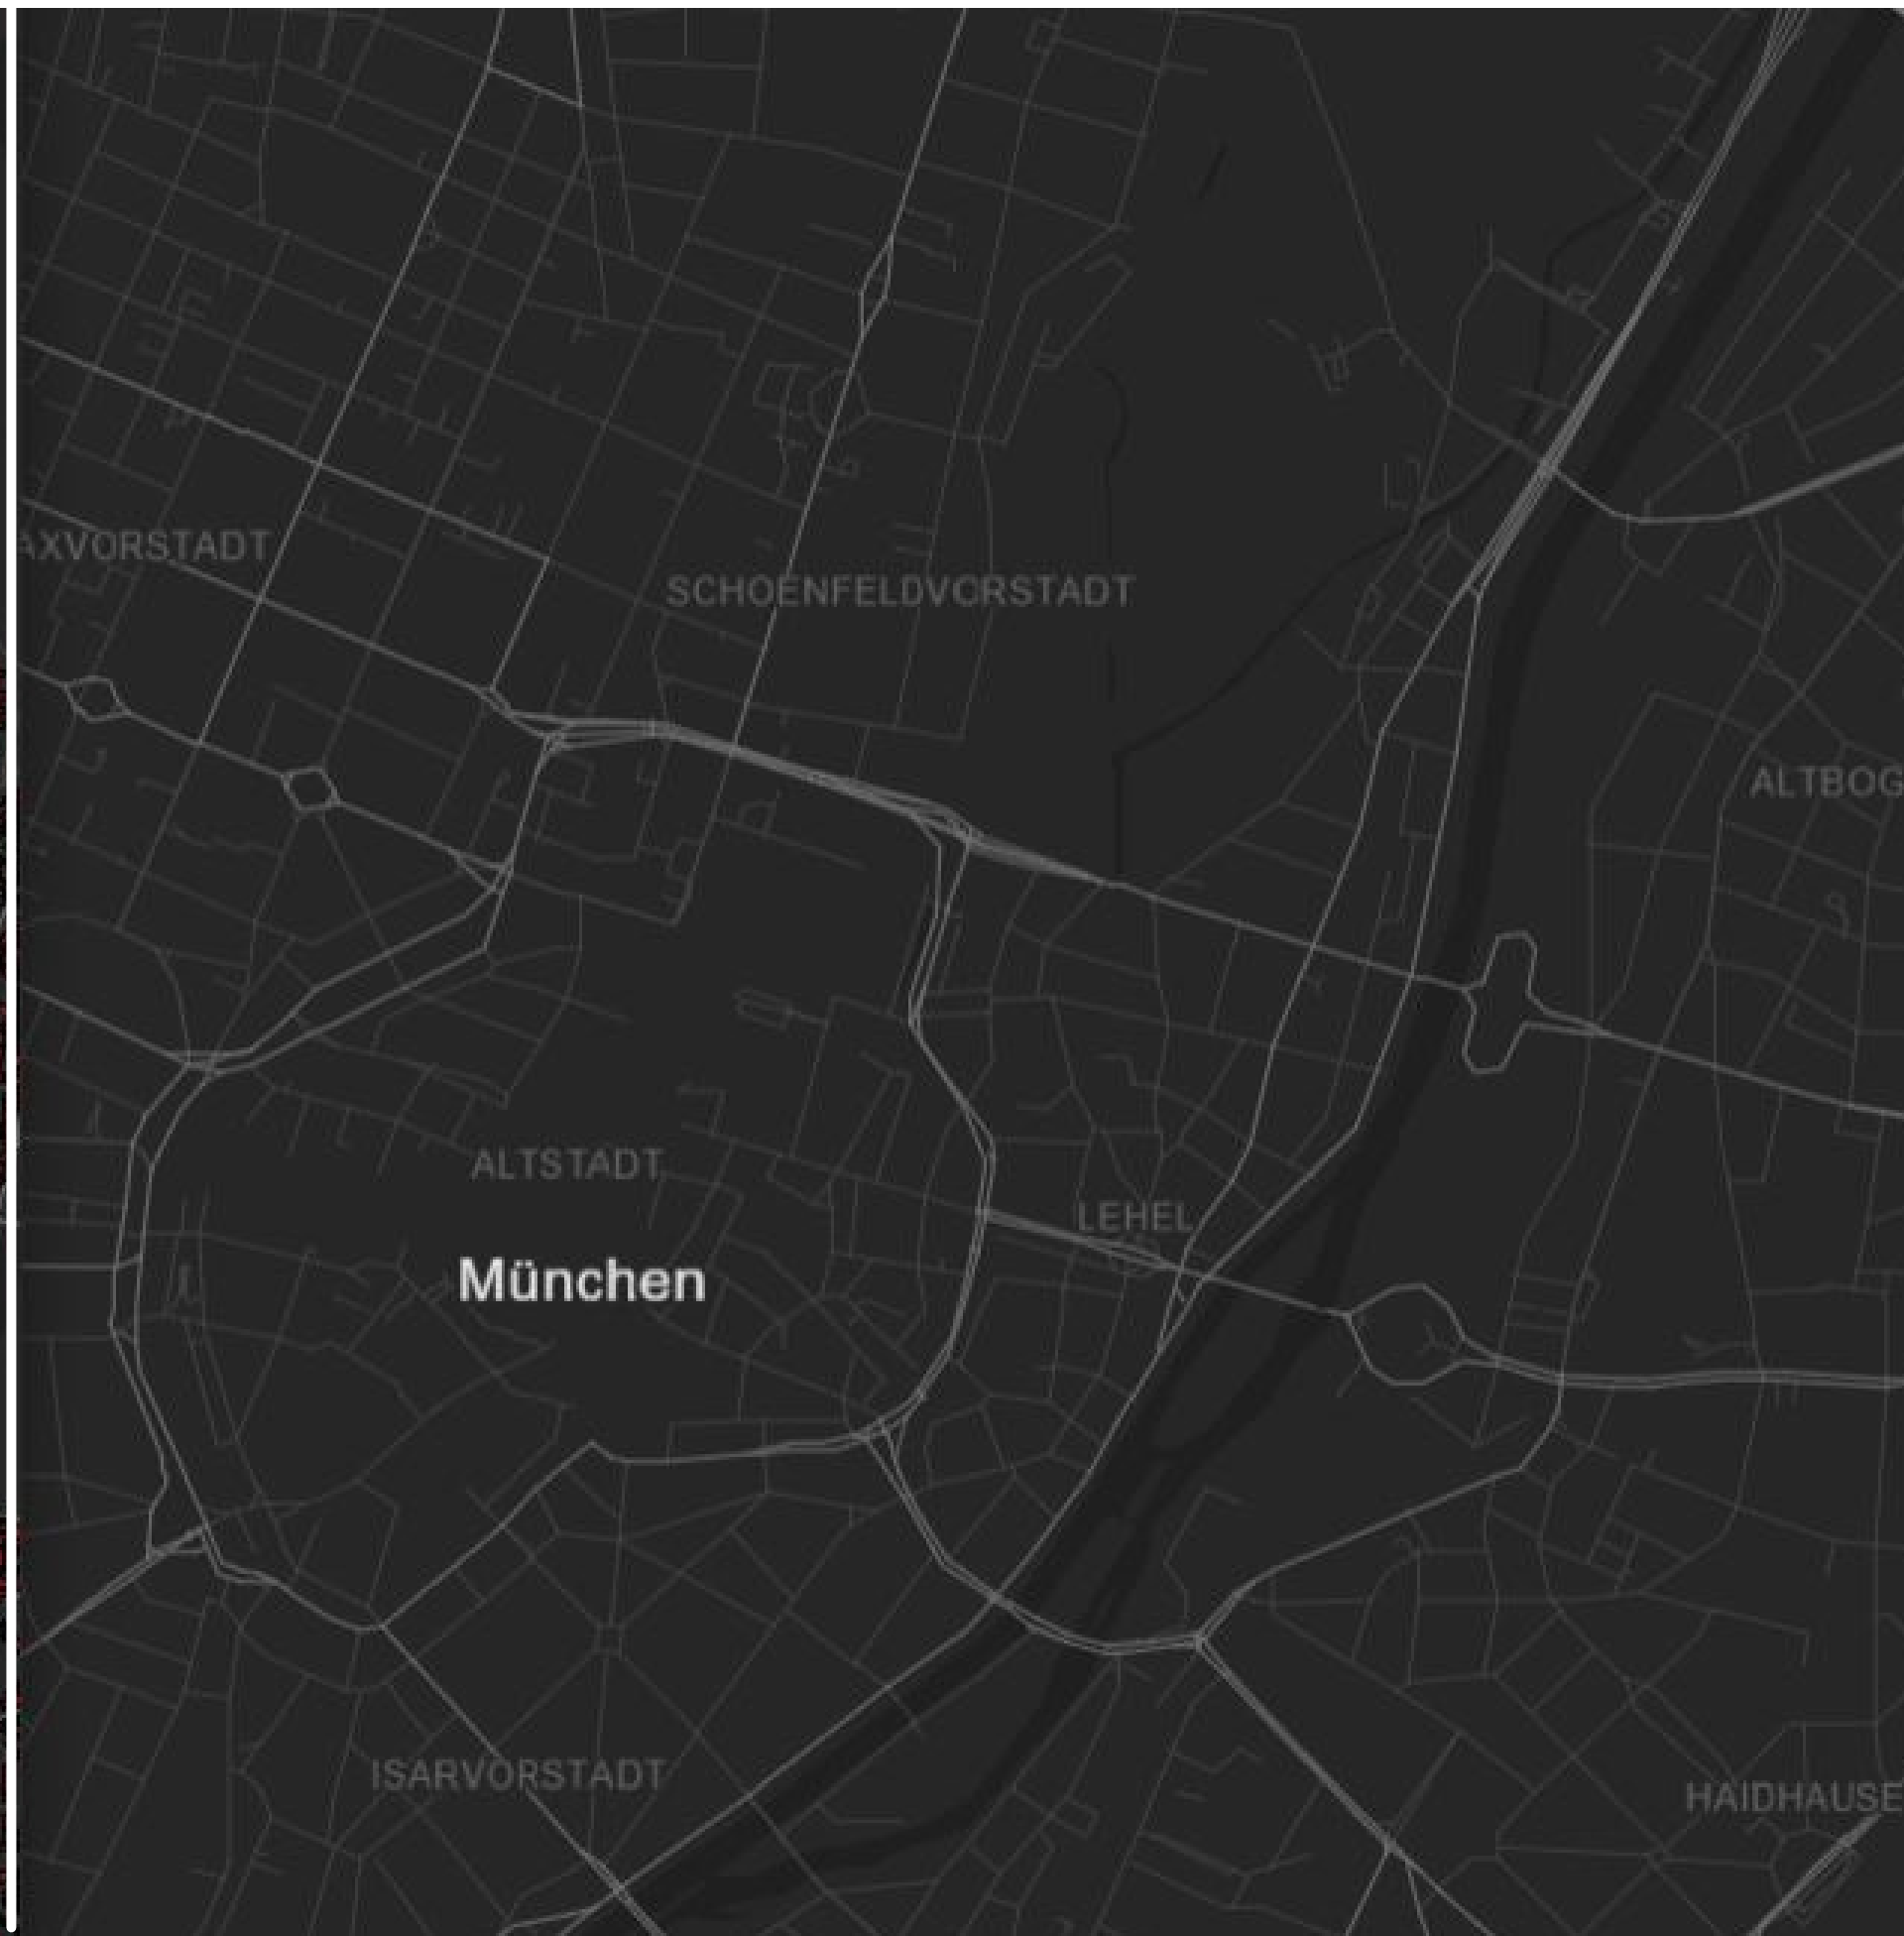 AXVORSTADT
SCHOENFELDVORSTADT
ALTBOG
ALTSTADT
LEHEL
München
ISARVORSTADT
HAIDHAUSE